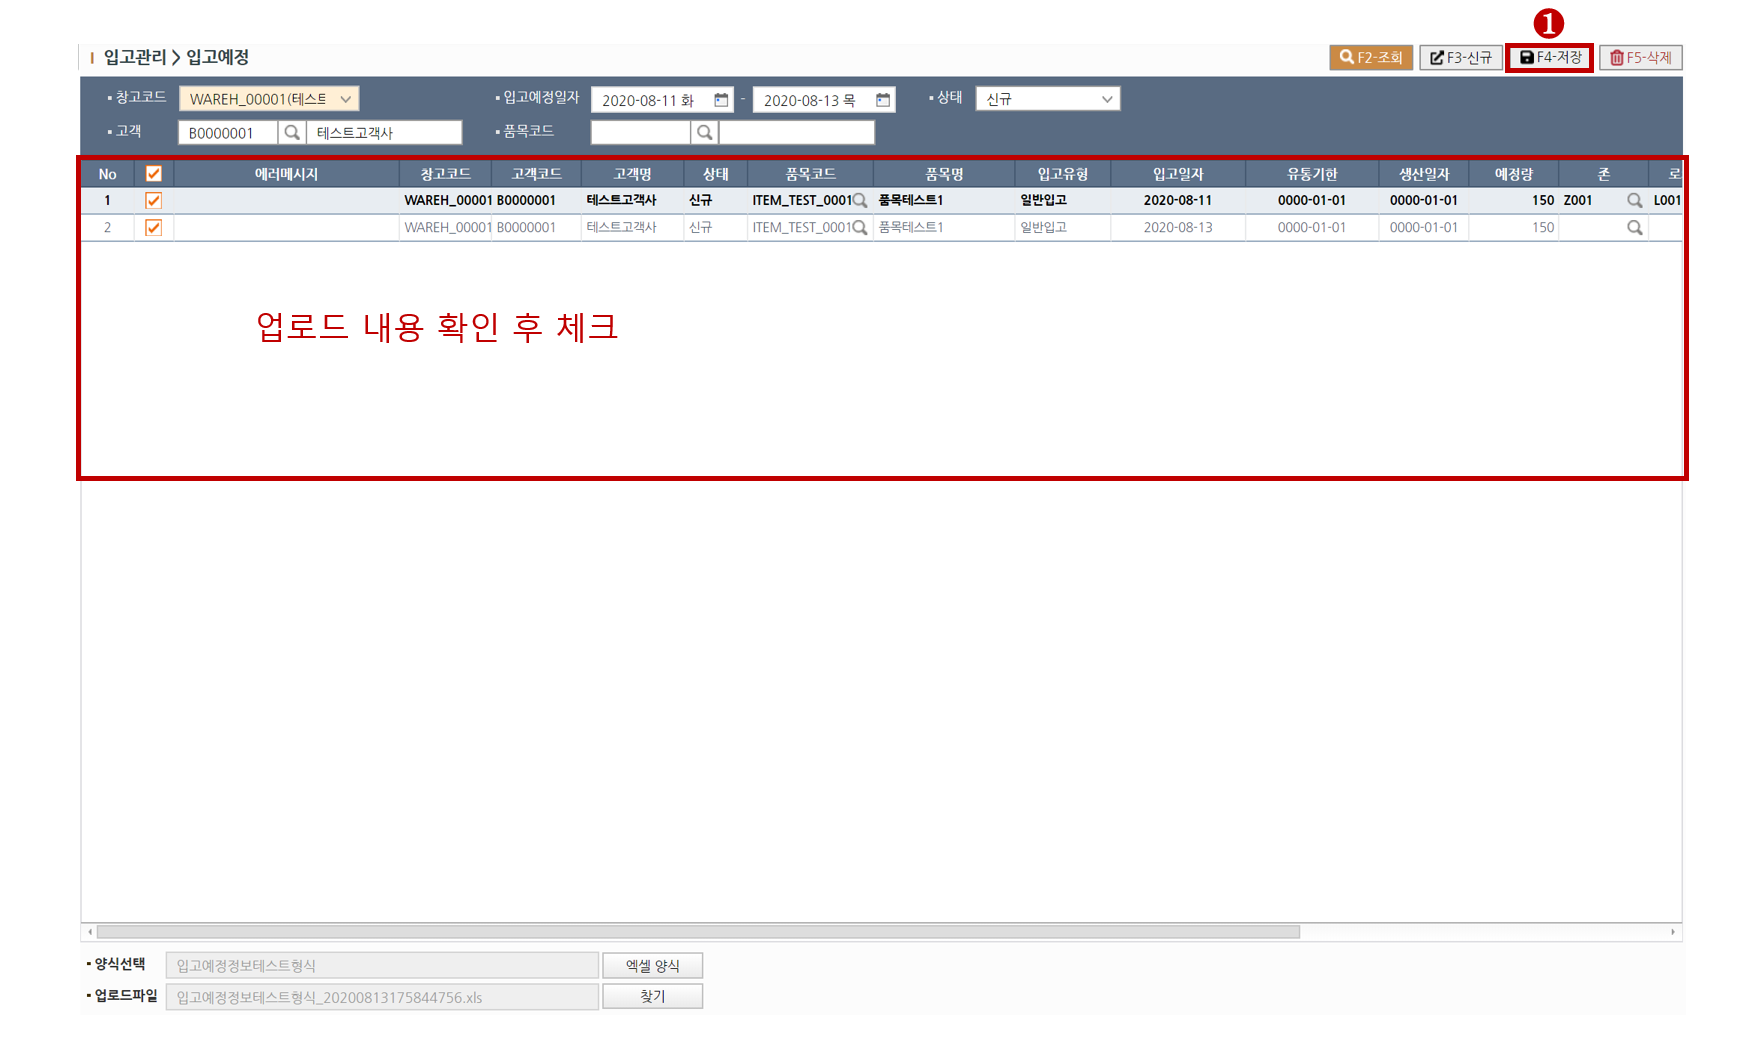 ❶
입고관리 > 입고예정
F2-조회 F3-신규 F4-저장 F5-삭제
창고코드 WAREH_00001(테스트 입고예정일자 2020-08-11 화 - 2020-08-13 목 상태 신규
고객 B0000001 테스트고객사 품목코드
No 에러메시지 창고코드 고객코드 고객명 상태 품목코드 품목명 입고유형 입고일자 유통기한 생산일자 예정량 존 로
1 WAREH_00001 B0000001 테스트고객사 신규 ITEM_TEST_0001 품목테스트1 일반입고 2020-08-11 0000-01-01 0000-01-01 150 Z001 L001
2 WAREH_00001 B0000001 테스트고객사 신규 ITEM_TEST_0001 품목테스트1 일반입고 2020-08-13 0000-01-01 0000-01-01 150
업로드 내용 확인 후 체크
양식선택 입고예정정보테스트형식 엑셀 양식
업로드파일 입고예정정보테스트형식_20200813175844756.xls 찾기